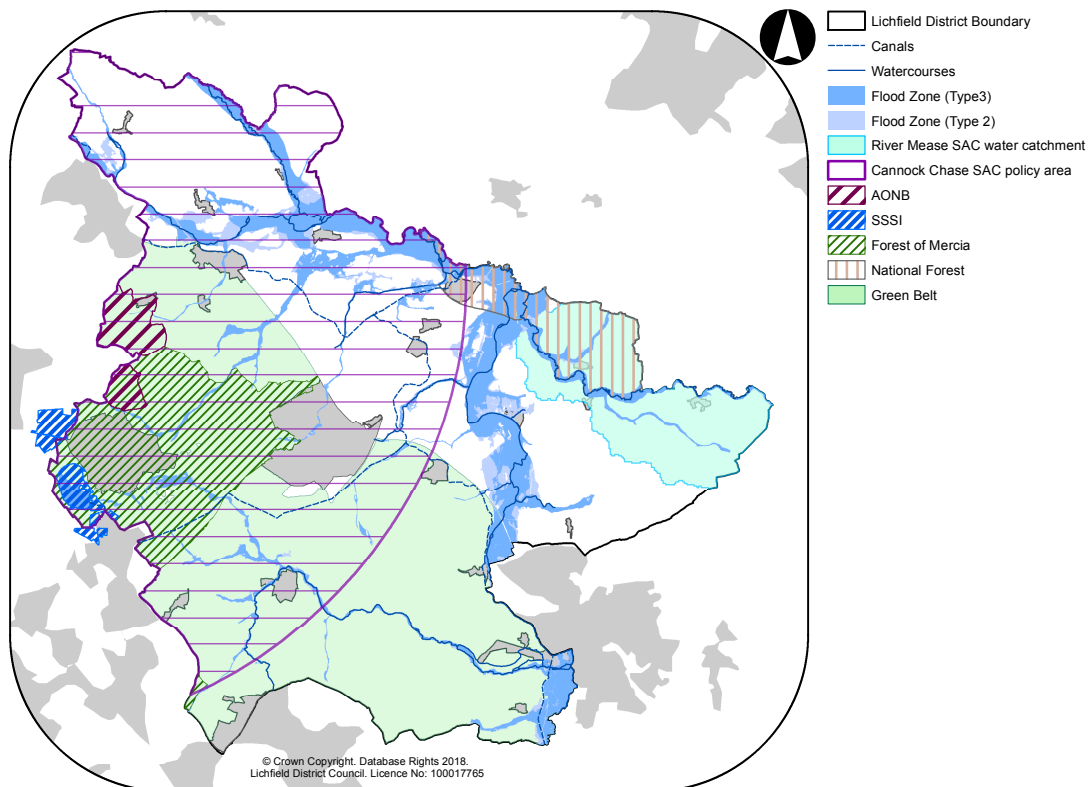 Lichfield District Boundary
Canals
Watercourses
Flood Zone (Type3)
Flood Zone (Type 2)
River Mease SAC water catchment
Cannock Chase SAC policy area
AONB
SSSI
Forest of Mercia
National Forest
Green Belt
© Crown Copyright. Database Rights 2018.
Lichfield District Council. Licence No: 100017765